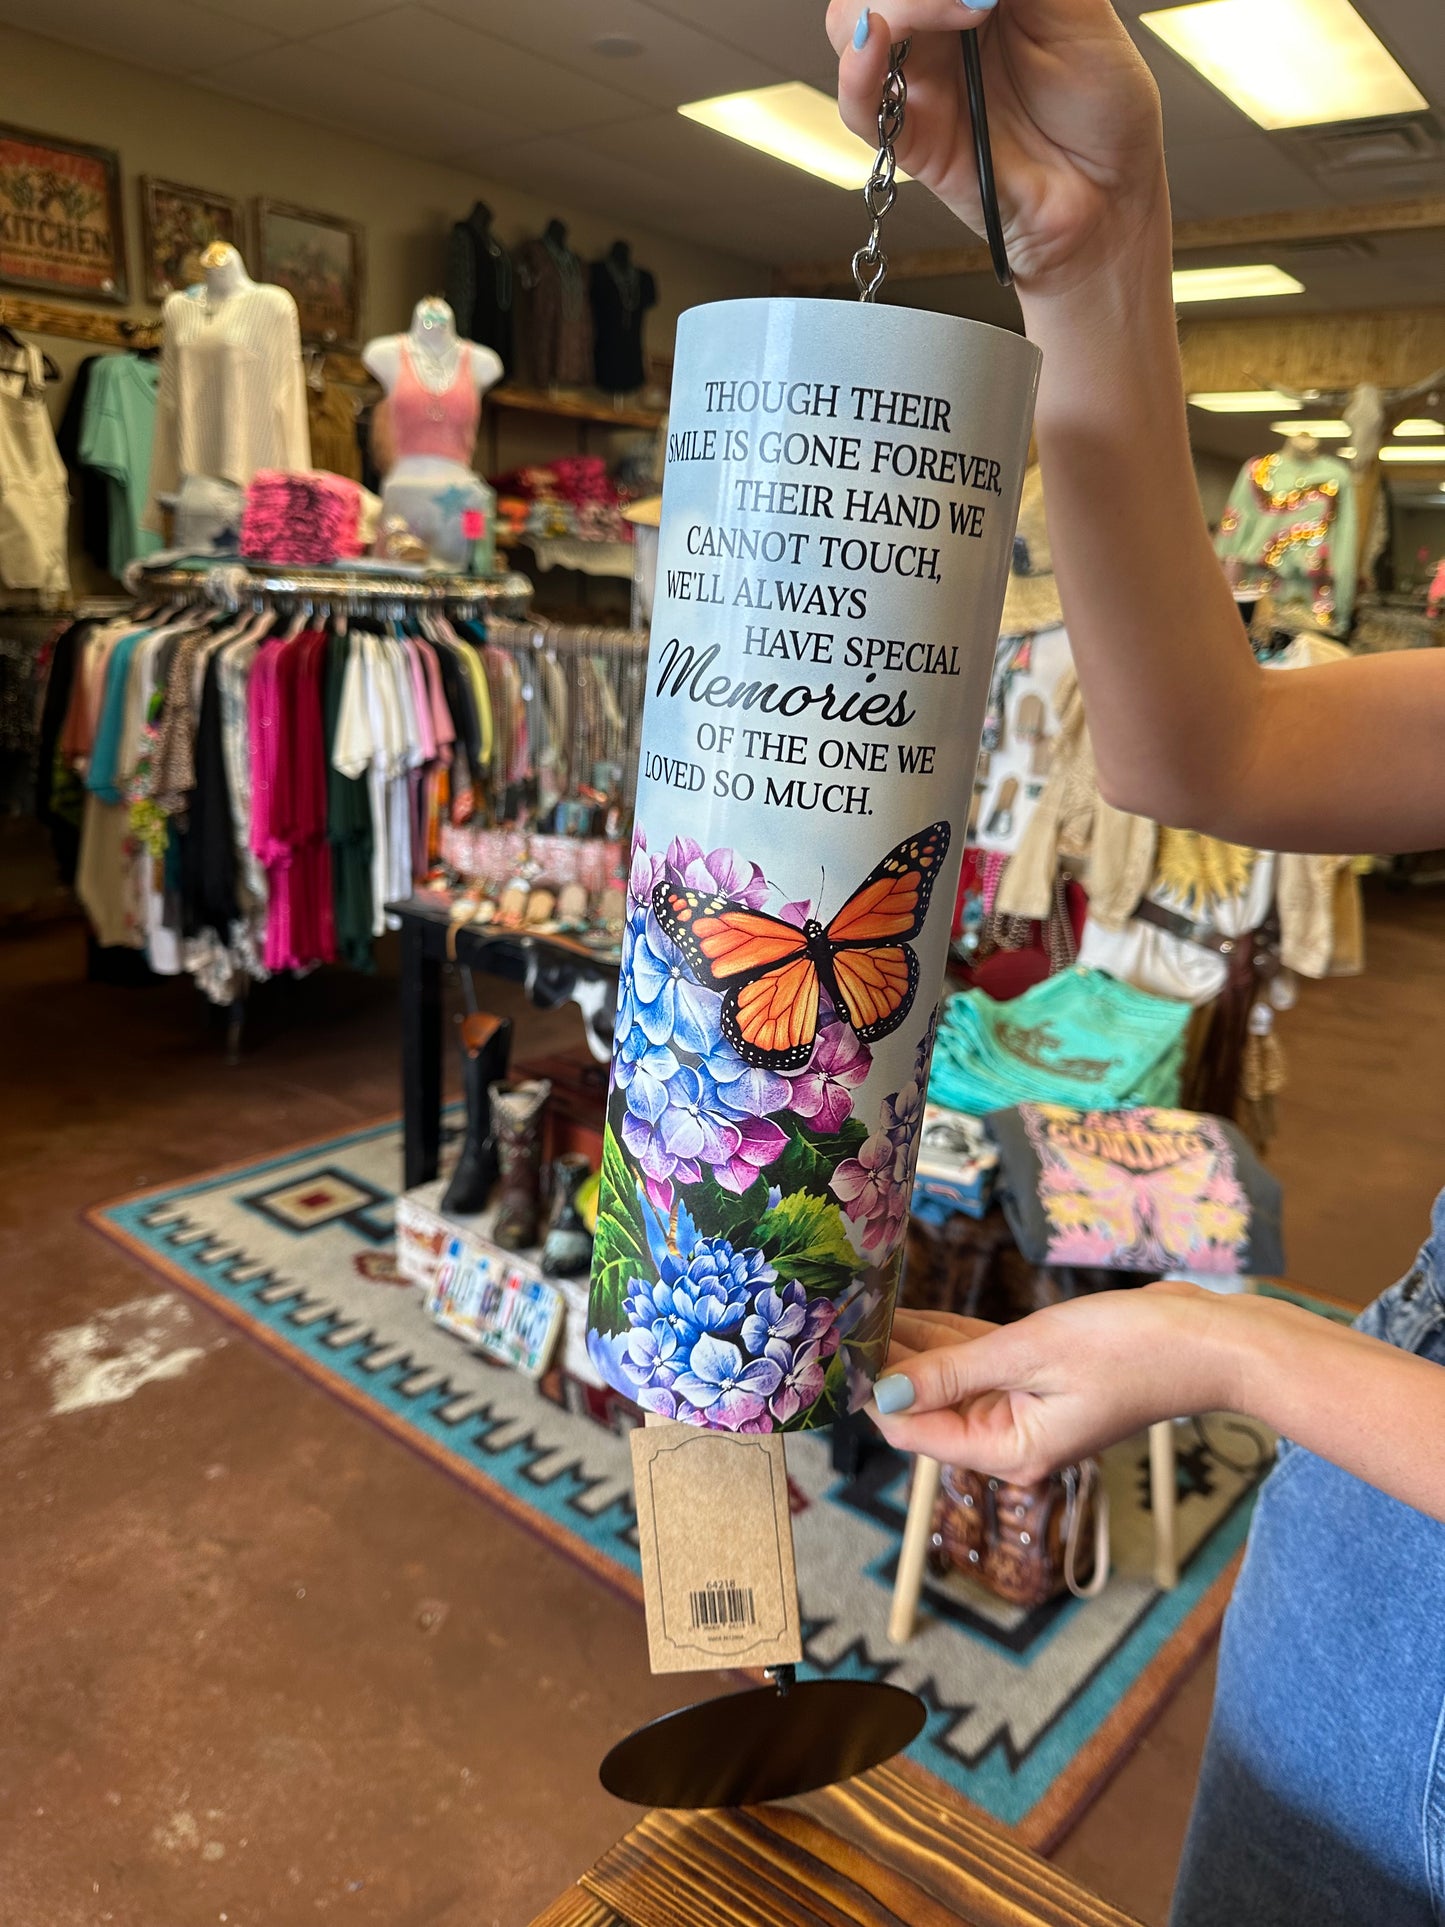 THOUGH THEIR
SMILE IS GONE FOREVER,
THEIR HAND WE
CANNOT TOUCH,
WE'LL ALWAYS
HAVE SPECIAL
Memories
OF THE ONE WE
LOVED SO MUCH.
64218
KITCHEN
COMING